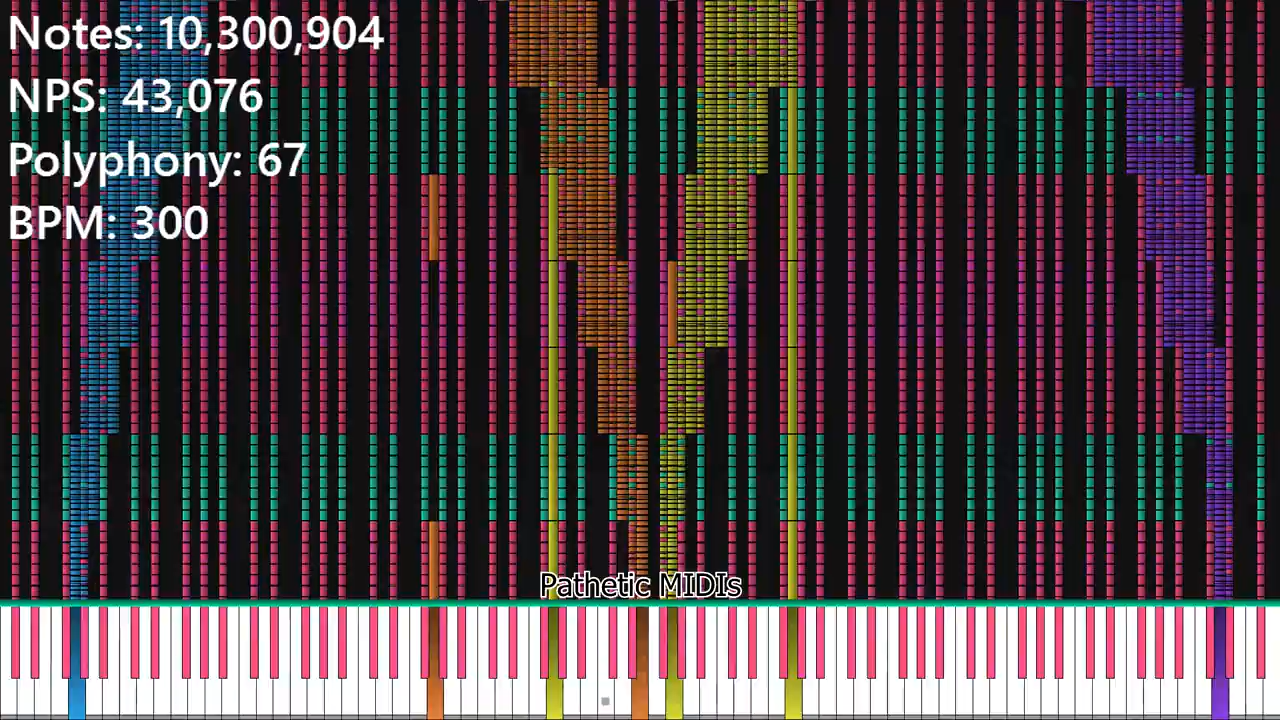 Notes: 10,300,904
NPS: 43,076
Polyphony: 67
BPM: 300
Pathetic MIDIs